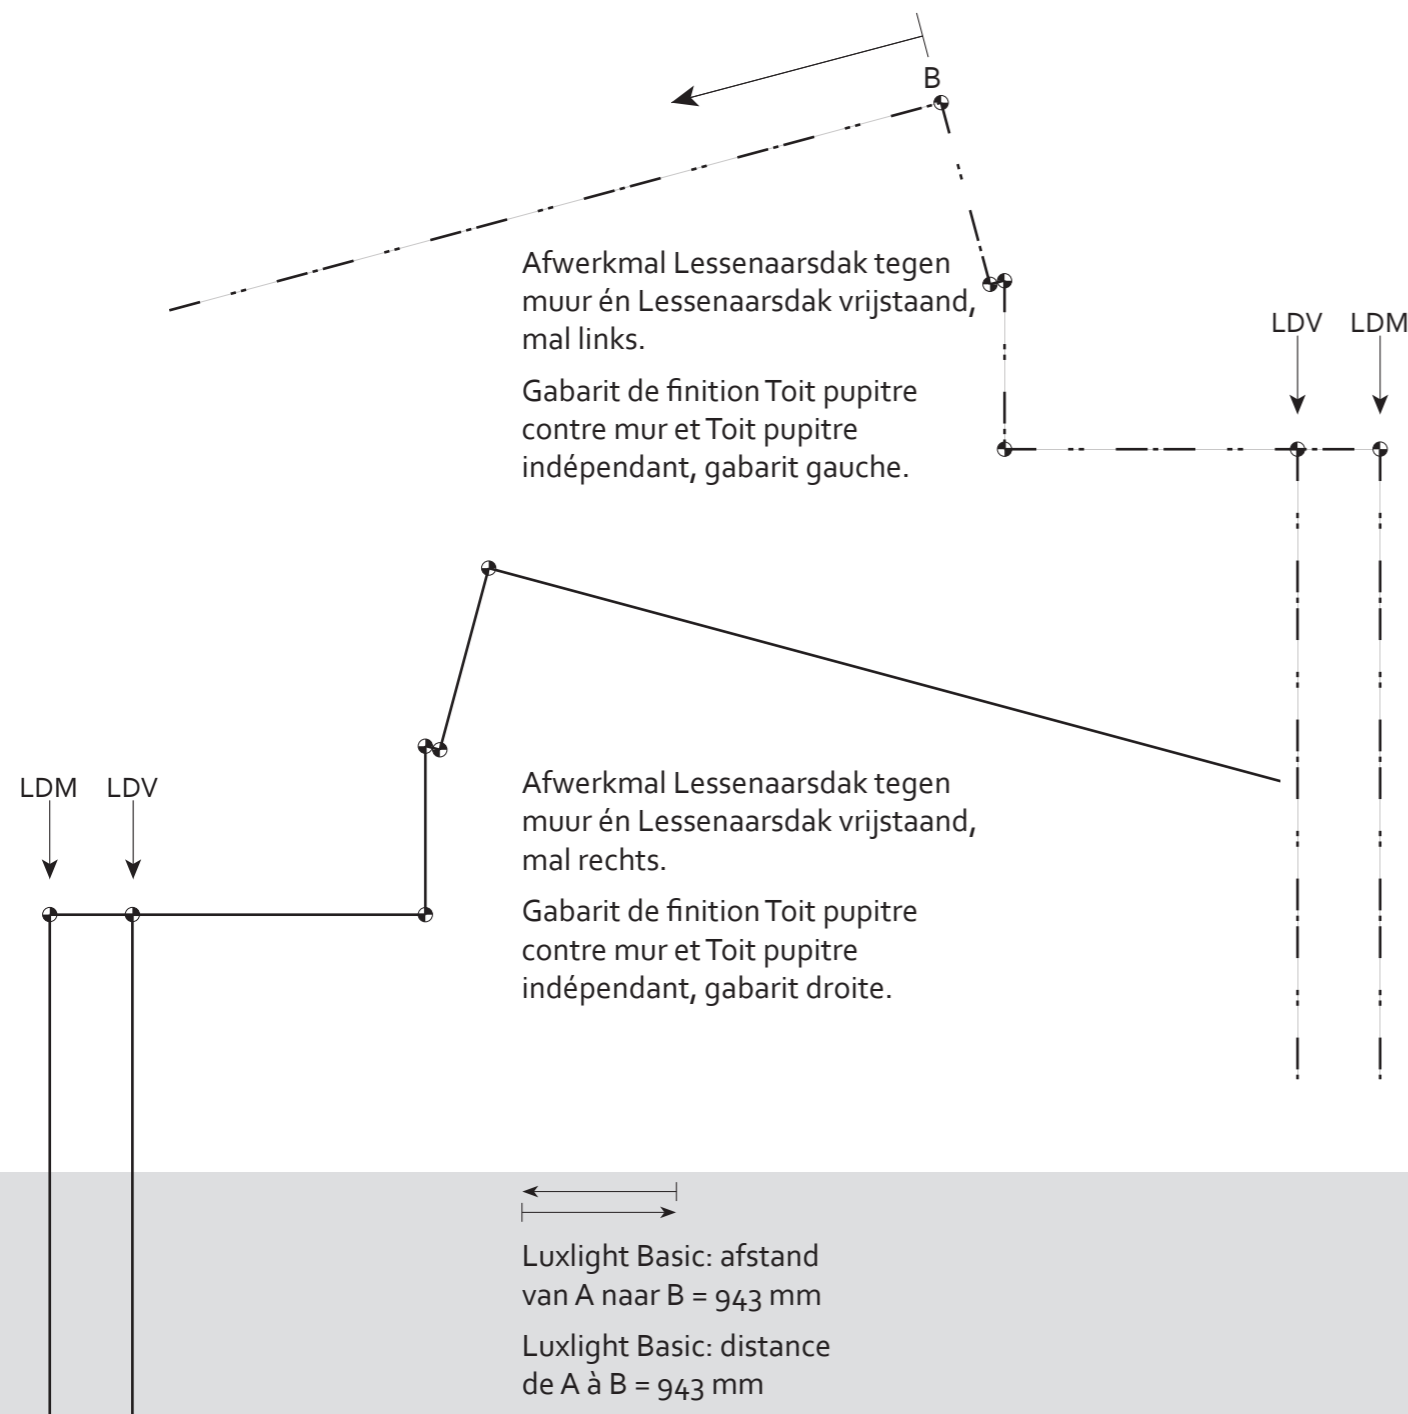 B
Afwerkmal Lessenaarsdak tegen
muur én Lessenaarsdak vrijstaand,
mal links.
Gabarit de finition Toit pupitre
contre mur et Toit pupitre
indépendant, gabarit gauche.
LDV LDM
LDM LDV
Afwerkmal Lessenaarsdak tegen
muur én Lessenaarsdak vrijstaand,
mal rechts.
Gabarit de finition Toit pupitre
contre mur et Toit pupitre
indépendant, gabarit droite.
Luxlight Basic: afstand
van A naar B = 943 mm
Luxlight Basic: distance
de A à B = 943 mm